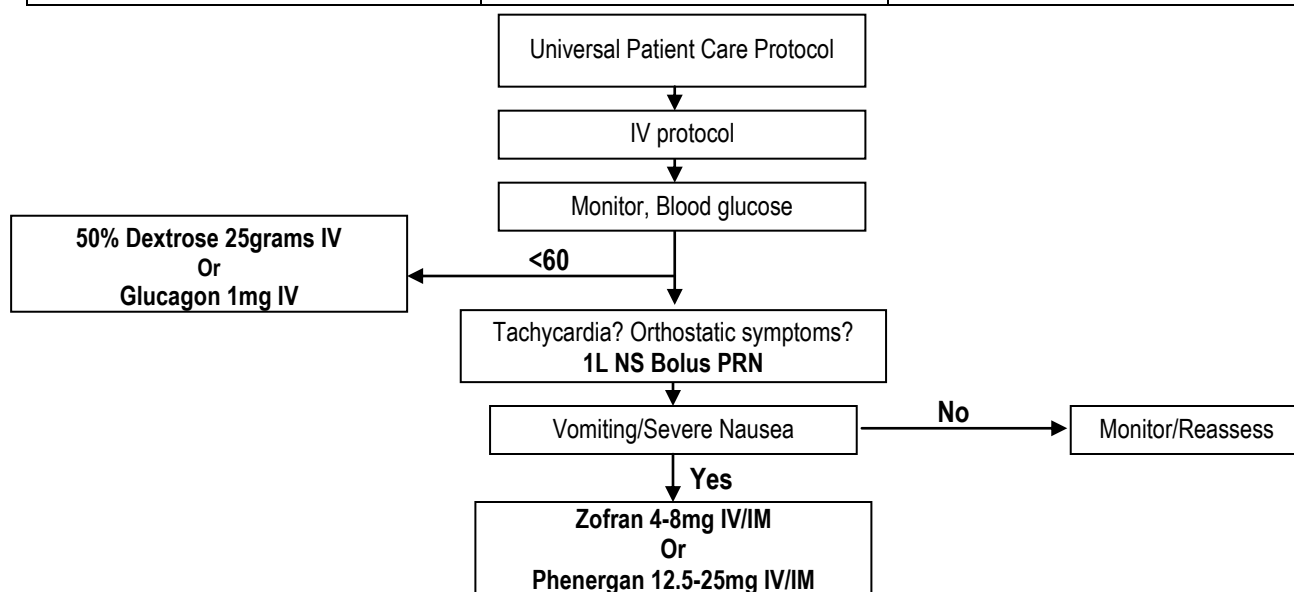 Universal Patient Care Protocol
IV protocol
Monitor, Blood glucose
<60
50% Dextrose 25grams IV
Or
Glucagon 1mg IV
Tachycardia? Orthostatic symptoms?
1L NS Bolus PRN
Vomiting/Severe Nausea
No
Monitor/Reassess
Yes
Zofran 4-8mg IV/IM
Or
Phenergan 12.5-25mg IV/IM